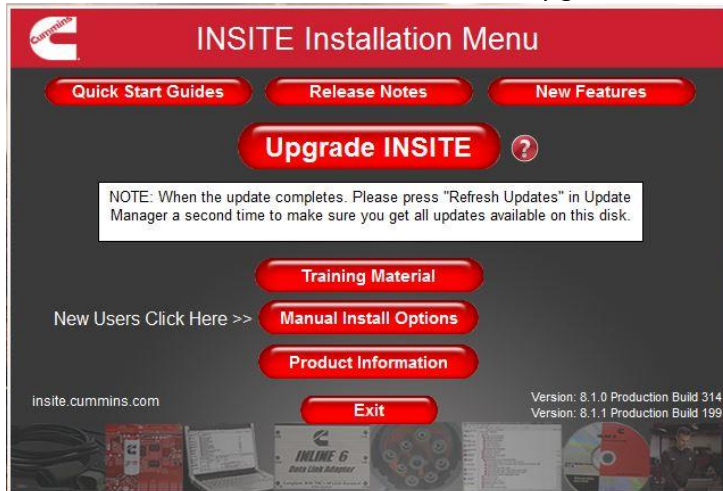 Cummins
INSITE Installation Menu
Quick Start Guides
Release Notes
New Features
Upgrade INSITE
?
NOTE: When the update completes. Please press "Refresh Updates" in Update
Manager a second time to make sure you get all updates available on this disk.
Training Material
New Users Click Here >>
Manual Install Options
Product Information
insite.cummins.com
Exit
Version: 8.1.0 Production Build 314
Version: 8.1.1 Production Build 199
INLINE 6
Data Link Adapter